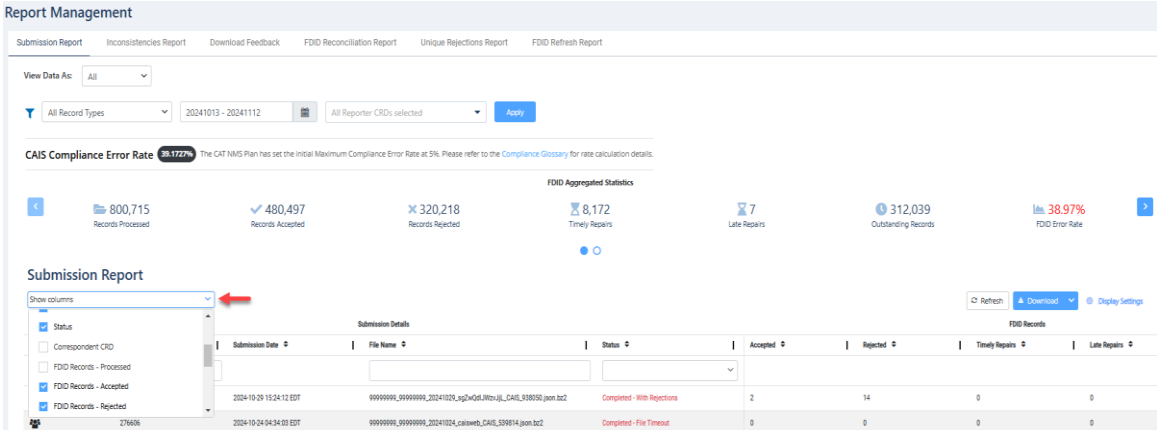 Report Management
Submission Report Inconsistencies Report Download Feedback FDID Reconciliation Report Unique Rejections Report FDID Refresh Report
View Data As: All
All Record Types 20241013 - 20241112 All Reporter CRDs selected Apply
CAIS Compliance Error Rate 39.1727% The CAT NMS Plan has set the initial Maximum Compliance Error Rate at 5%. Please refer to the Compliance Glossary for rate calculation details.
FDID Aggregated Statistics
800,715 480,497 320,218 8,172 7 312,039 38.97%
Records Processed Records Accepted Records Rejected Timely Repairs Late Repairs Outstanding Records FDID Error Rate
Submission Report
Show columns Refresh Download Display Settings
Submission Details FDID Records
Status
Correspondent CRD
FDID Records - Processed
FDID Records - Accepted
FDID Records - Rejected
Submission Date File Name Status Accepted Rejected Timely Repairs Late Repairs
2024-10-29 15:24:12 EDT Completed - With Rejections 2 14 0 0
276606 2024-10-24 04:34:03 EDT 99999999_99999999_20241024_caisweb_CAIS_539814.json.bz2 Completed - File Timeout 0 0 0 0